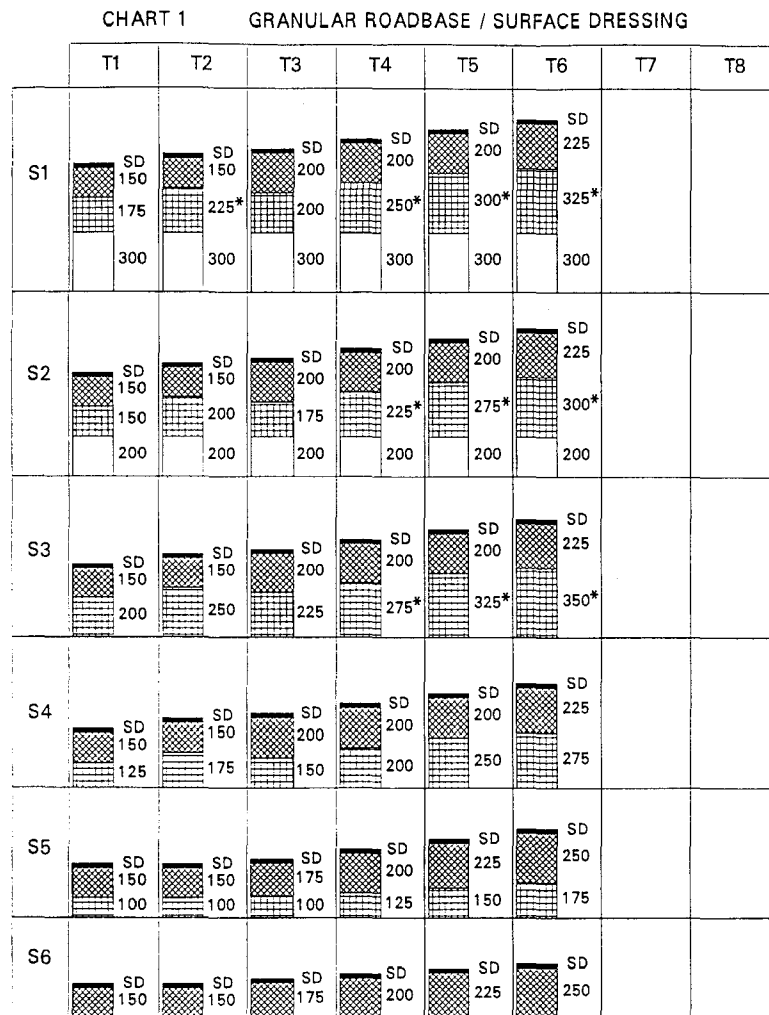 CHART 1 GRANULAR ROADBASE / SURFACE DRESSING
T1 T2 T3 T4 T5 T6 T7 T8
S1
SD SD SD SD SD SD
150 150 200 200 200 225
175 225* 200 250* 300* 325*
300 300 300 300 300 300
S2
SD SD SD SD SD SD
150 150 200 200 200 225
150 200 175 225* 275* 300*
200 200 200 200 200 200
S3
SD SD SD SD SD SD
150 150 200 200 200 225
200 250 225 275* 325* 350*
S4
SD SD SD SD SD SD
150 150 200 200 200 225
125 175 150 200 250 275
S5
SD SD SD SD SD SD
150 150 175 200 225 250
100 100 100 125 150 175
S6
SD SD SD SD SD SD
150 150 175 200 225 250